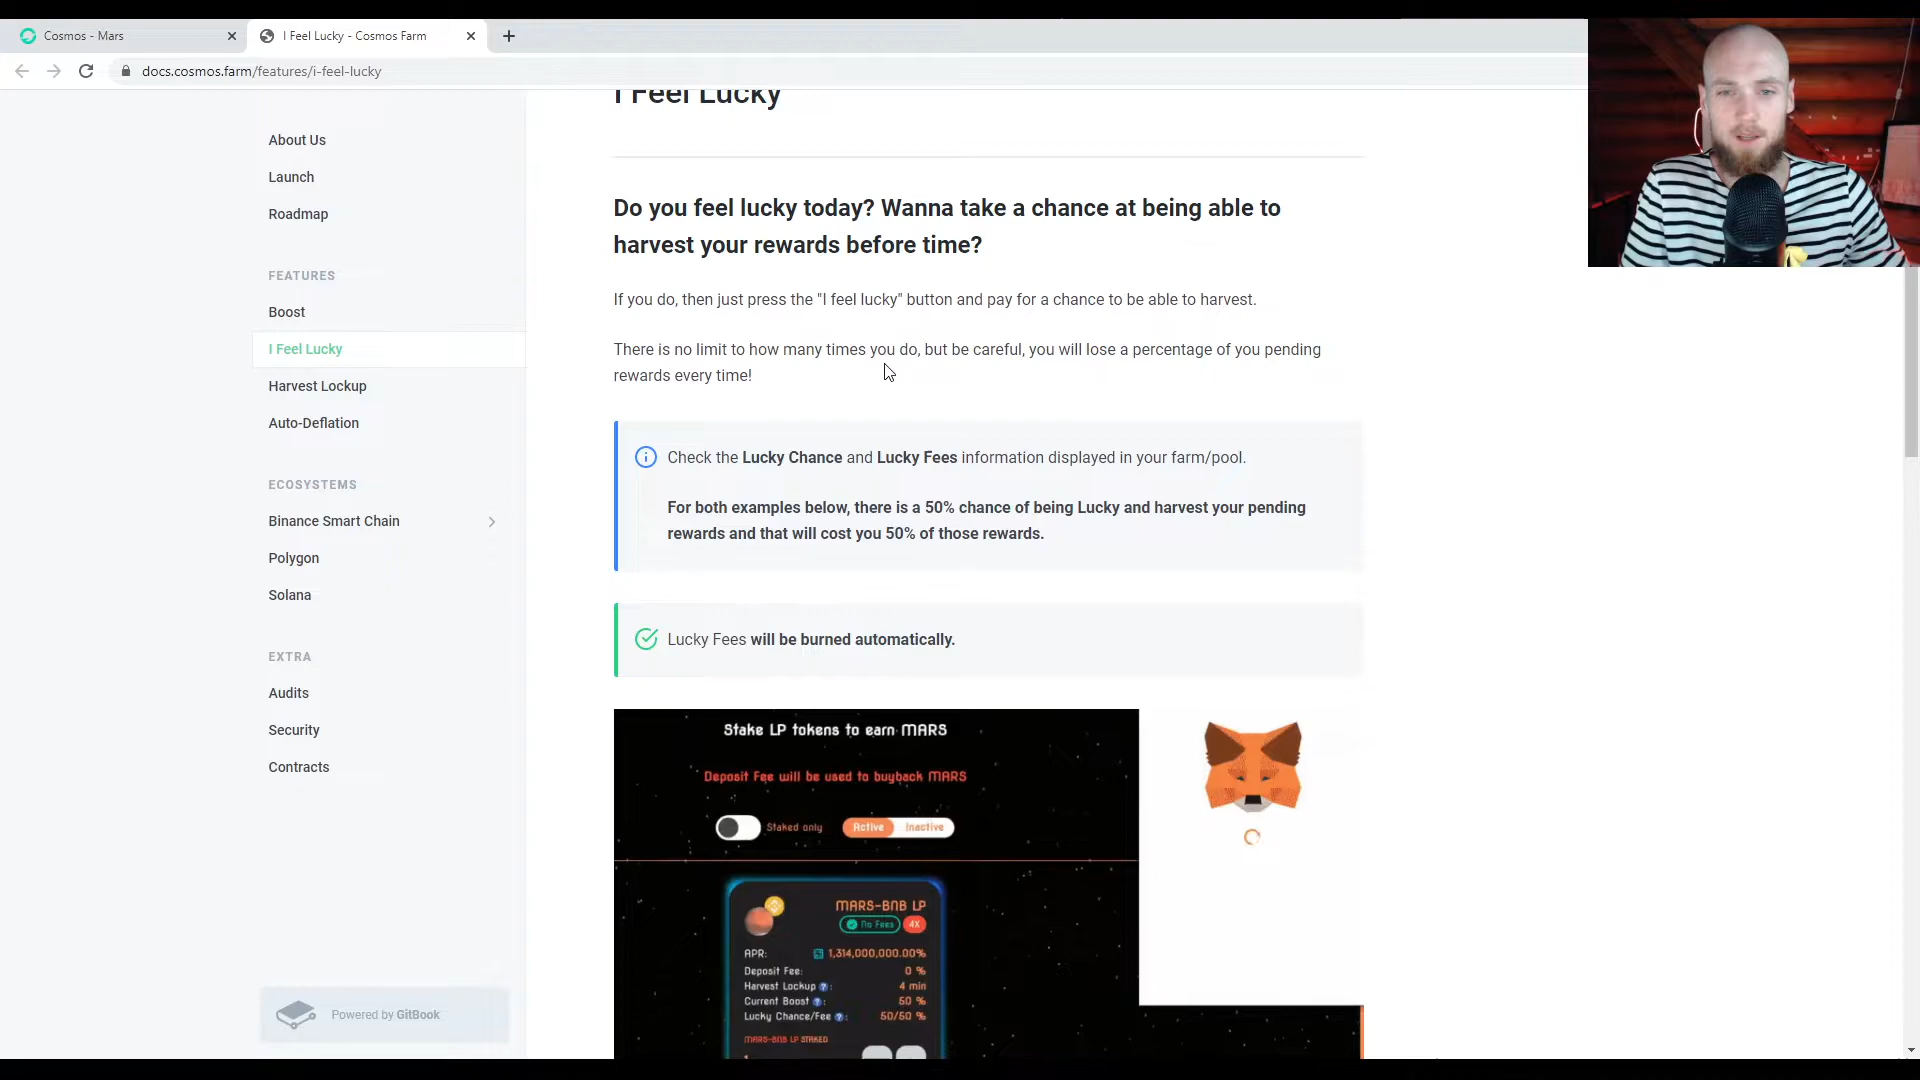 Cosmos - Mars
I Feel Lucky - Cosmos Farm
docs.cosmos.farm/features/i-feel-lucky
About Us
Launch
Roadmap
FEATURES
Boost
I Feel Lucky
Harvest Lockup
Auto-Deflation
ECOSYSTEMS
Binance Smart Chain
Polygon
Solana
EXTRA
Audits
Security
Contracts
Powered by GitBook
I Feel Lucky
Do you feel lucky today? Wanna take a chance at being able to
harvest your rewards before time?
If you do, then just press the "I feel lucky" button and pay for a chance to be able to harvest.
There is no limit to how many times you do, but be careful, you will lose a percentage of you pending
rewards every time!
Check the Lucky Chance and Lucky Fees information displayed in your farm/pool.
For both examples below, there is a 50% chance of being Lucky and harvest your pending
rewards and that will cost you 50% of those rewards.
Lucky Fees will be burned automatically.
Stake LP tokens to earn MARS
Deposit Fee will be used to buyback MARS
Staked only
Active Inactive
MARS-BNB LP
No Fees 4X
APR: 1,314,000,000.00%
Deposit Fee: 0 %
Harvest Lockup ?: 4 min
Current Boost ?: 50 %
Lucky Chance/Fee ?: 50/50 %
MARS-BNB LP STAKED